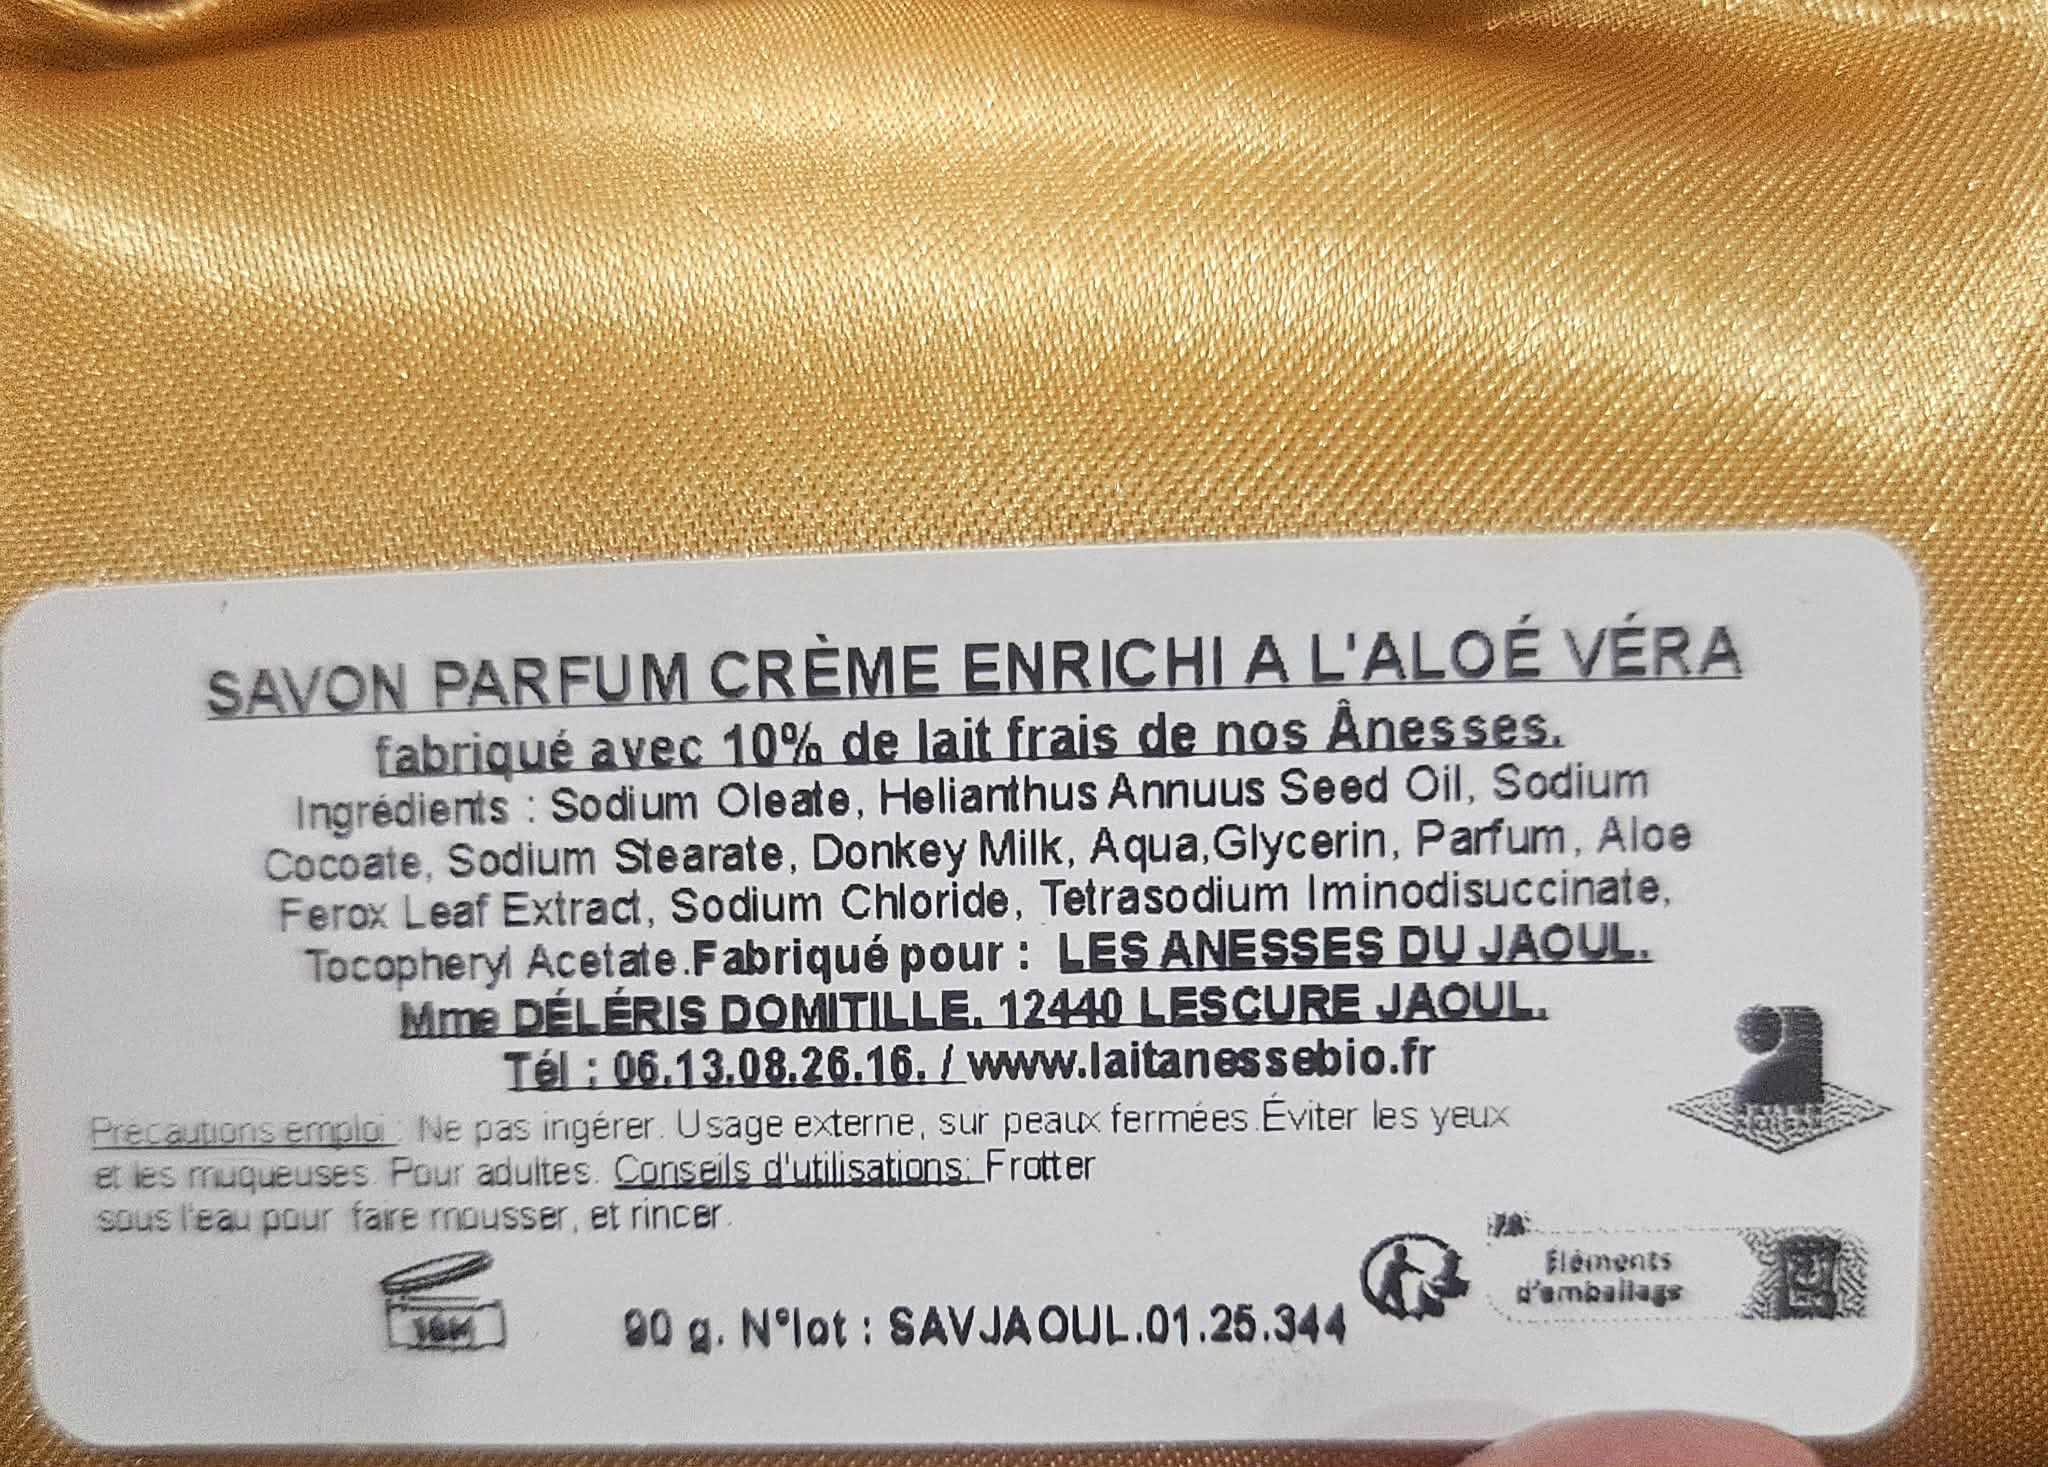 SAVON PARFUM CRÈME ENRICHI A L'ALOÉ VÉRA
fabriqué avec 10% de lait frais de nos Ânesses.
Ingrédients : Sodium Oleate, Helianthus Annuus Seed Oil, Sodium
Cocoate, Sodium Stearate, Donkey Milk, Aqua,Glycerin, Parfum, Aloe
Ferox Leaf Extract, Sodium Chloride, Tetrasodium Iminodisuccinate,
Tocopheryl Acetate.Fabriqué pour : LES ANESSES DU JAOUL.
Mme DÉLÉRIS DOMITILLE. 12440 LESCURE JAOUL.
Tél : 06.13.08.26.16. / www.laitanessebio.fr
Précautions emploi : Ne pas ingérer. Usage externe, sur peaux fermées.Éviter les yeux
et les muqueuses. Pour adultes. Conseils d'utilisations: Frotter
sous l'eau pour faire mousser, et rincer.
90 g. N°lot : SAVJAOUL.01.25.344
Éléments
d'emballage